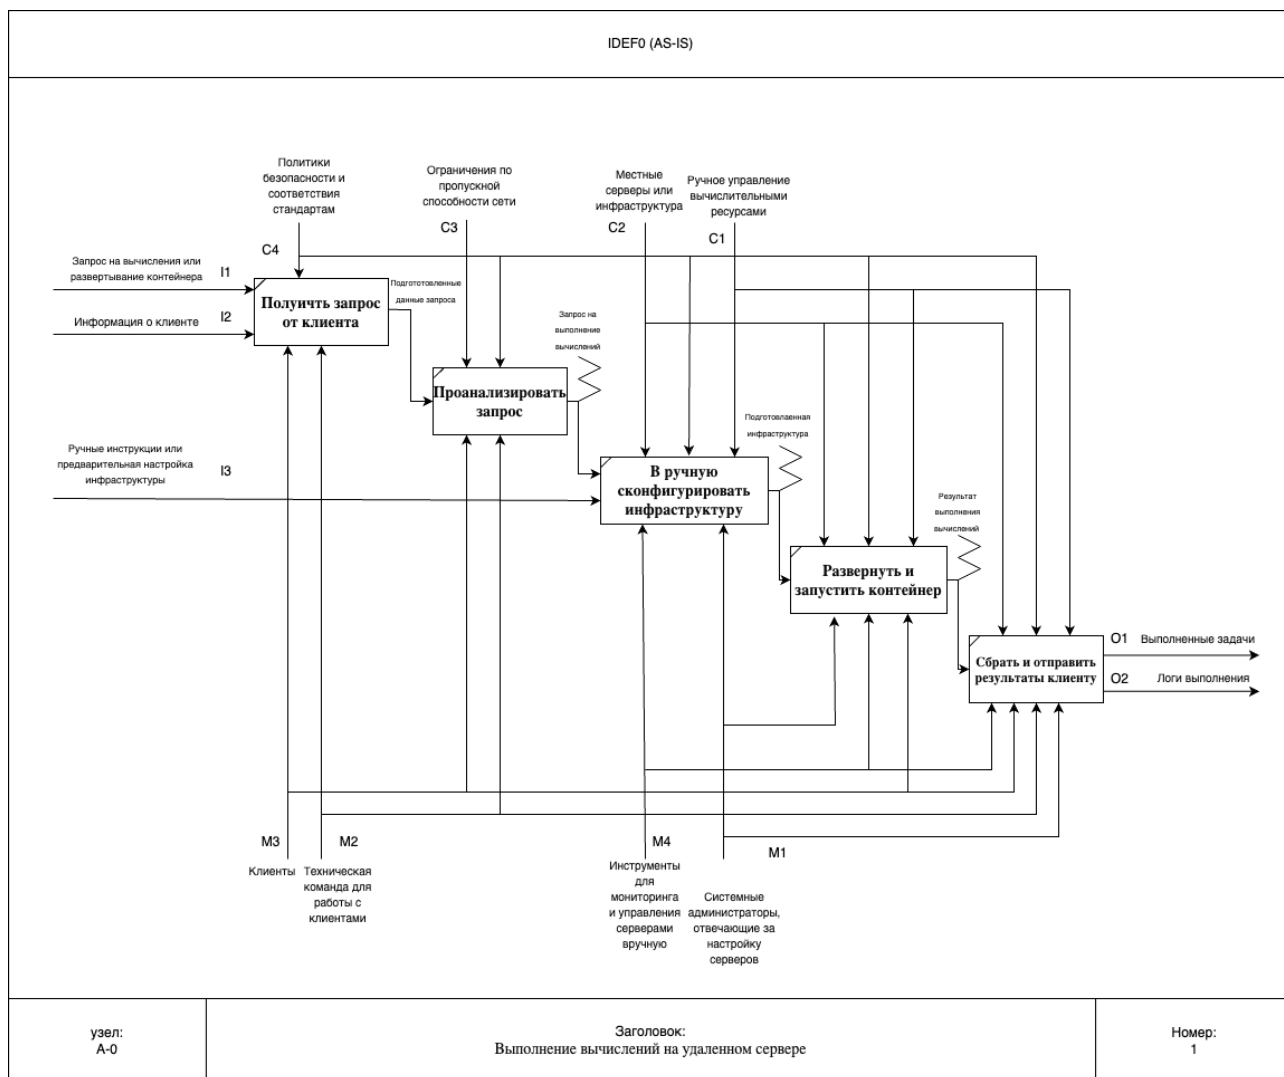 IDEF0 (AS-IS)
Политики
безопасности и
соответствия
стандартам
C4
Ограничения по
пропускной
способности сети
C3
Местные
серверы или
инфраструктура
C2
Ручное управление
вычислительными
ресурсами
C1
Запрос на вычисления или
развертывание контейнера
I1
Информация о клиенте
I2
Ручные инструкции или
предварительная настройка
инфраструктуры
I3
Полуичть запрос
от клиента
Подгототовленные
данные запроса
Проанализировать
запрос
Запрос на
выполнение
вычислений
В ручную
сконфигурировать
инфраструктуру
Подготовлаенная
инфраструктура
Развернуть и
запустить контейнер
Результат
выполнения
вычислений
Сбрать и отправить
результаты клиенту
O1 Выполненные задачи
O2 Логи выполнения
M3
Клиенты
M2
Техническая
команда для
работы с
клиентами
M4
Инструменты
для
мониторинга
и управления
серверами
вручную
M1
Системные
администраторы,
отвечающие за
настройку
серверов
узел:
A-0
Заголовок:
Выполнение вычислений на удаленном сервере
Номер:
1